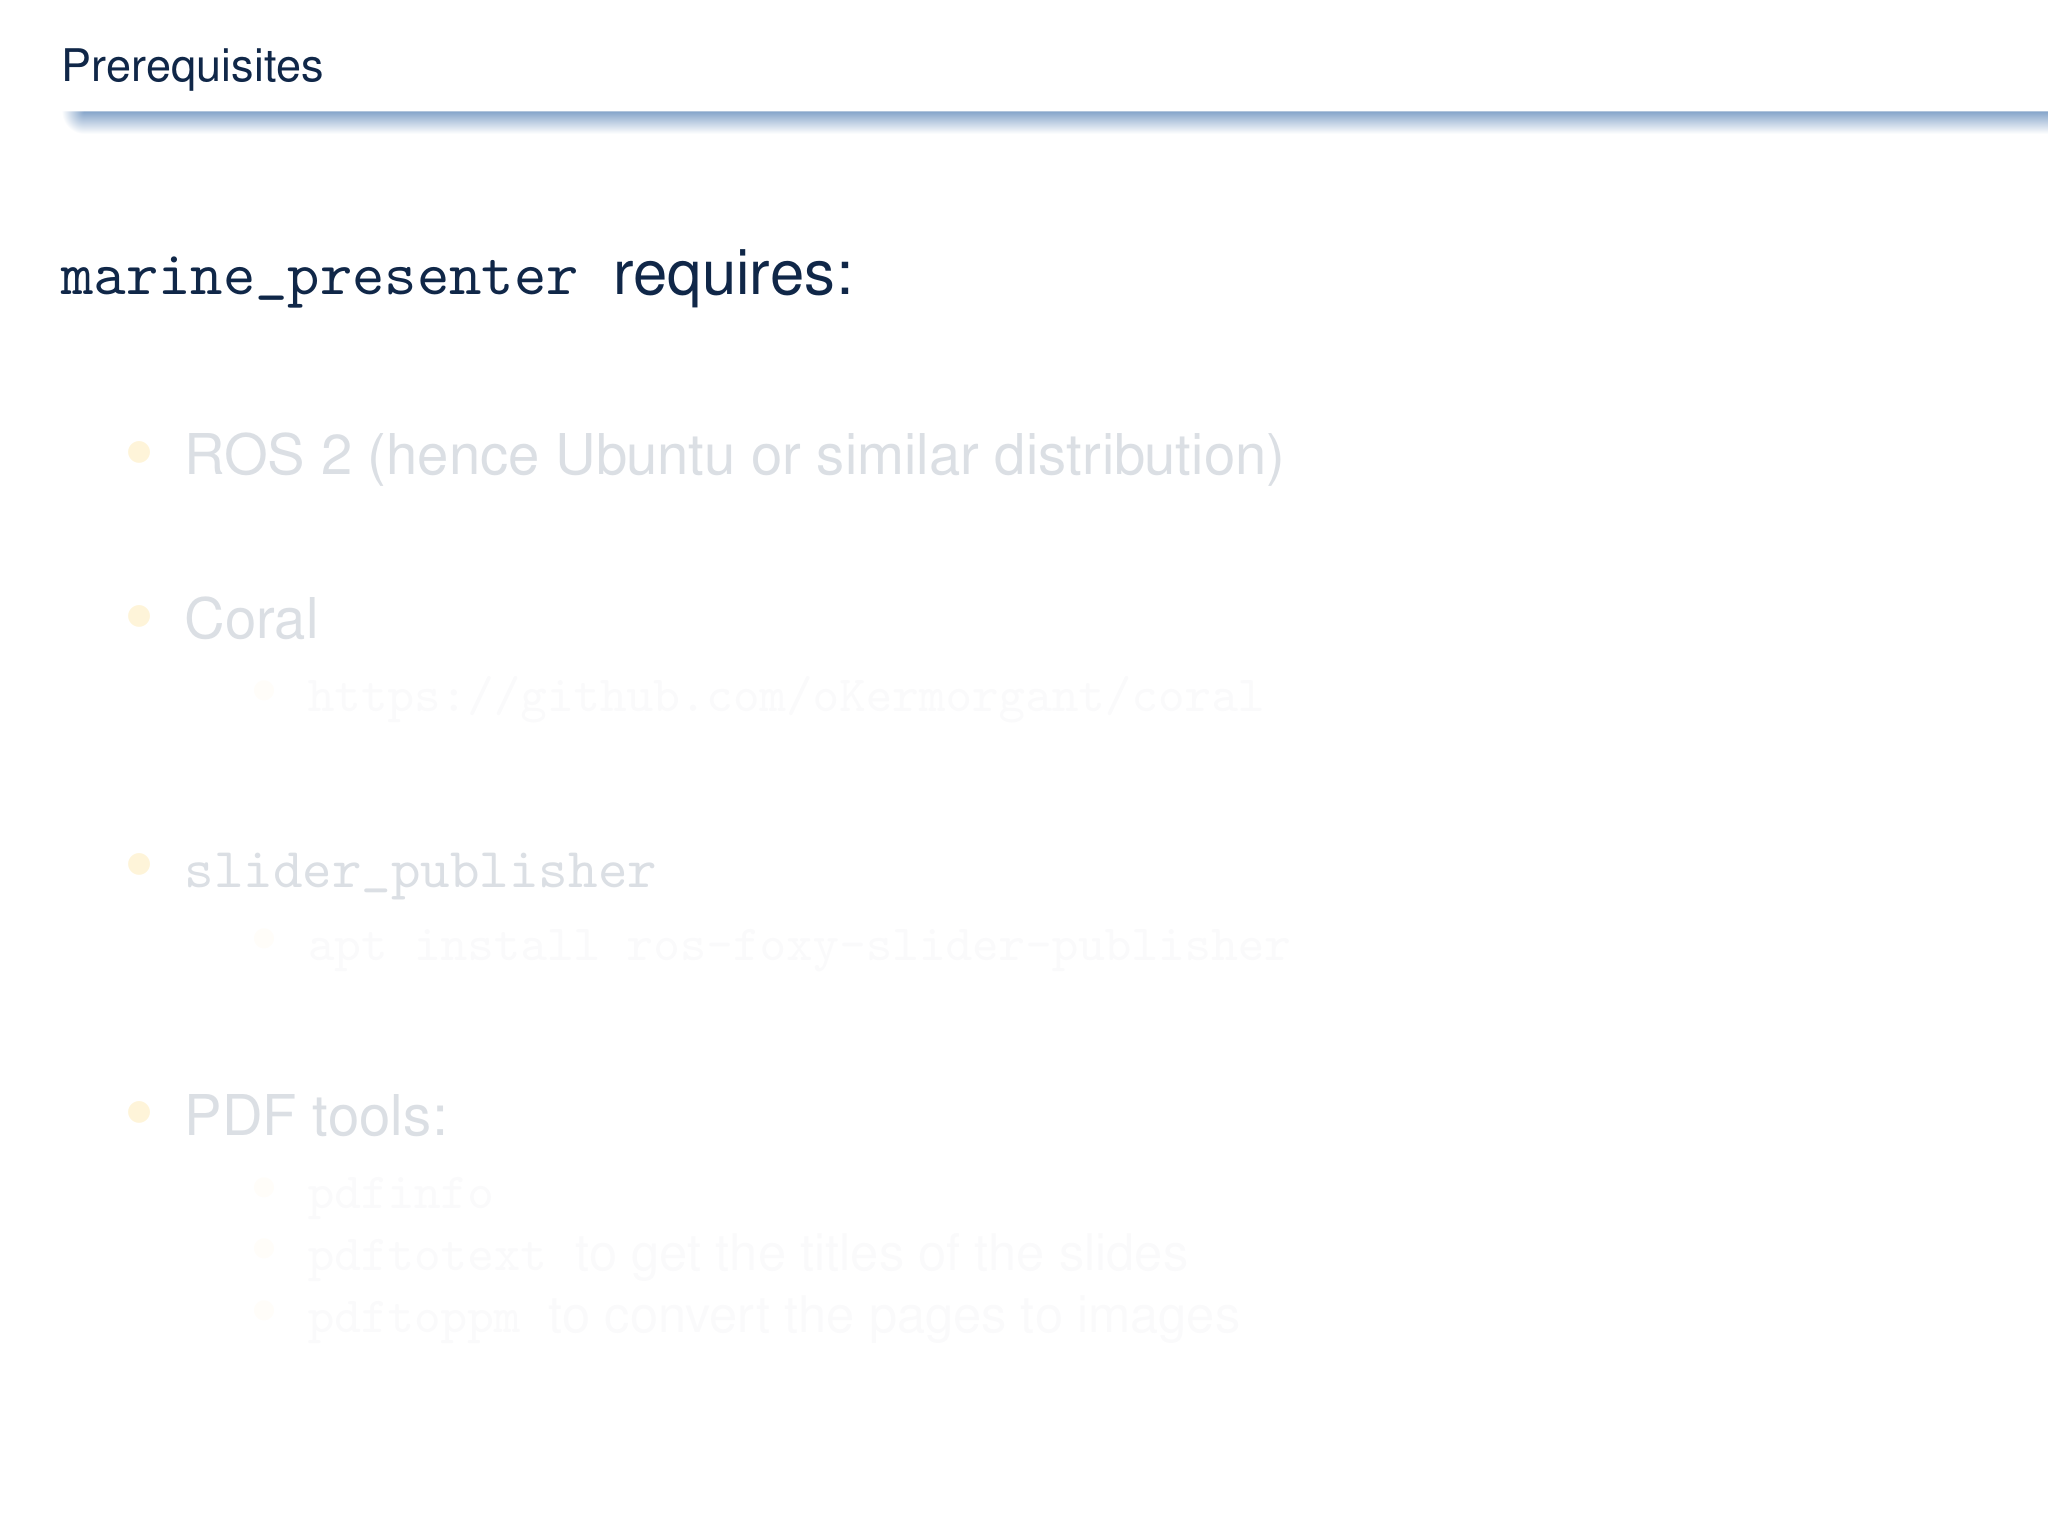 Prerequisites
marine_presenter requires:
ROS 2 (hence Ubuntu or similar distribution)
Coral
https://github.com/oKermorgant/coral
slider_publisher
apt install ros-foxy-slider-publisher
PDF tools:
pdfinfo
pdftotext to get the titles of the slides
pdftoppm to convert the pages to images